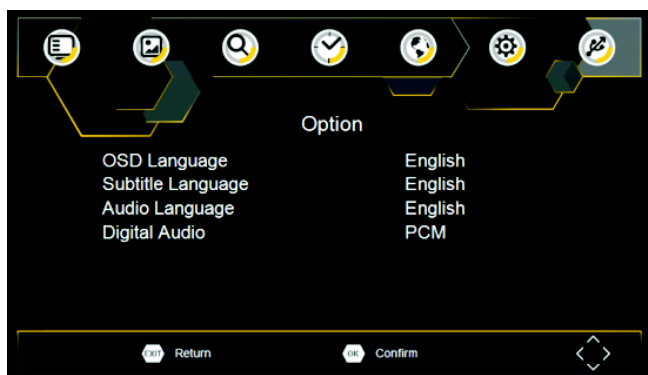 Option
OSD Language English
Subtitle Language English
Audio Language English
Digital Audio PCM
EXIT Return OK Confirm